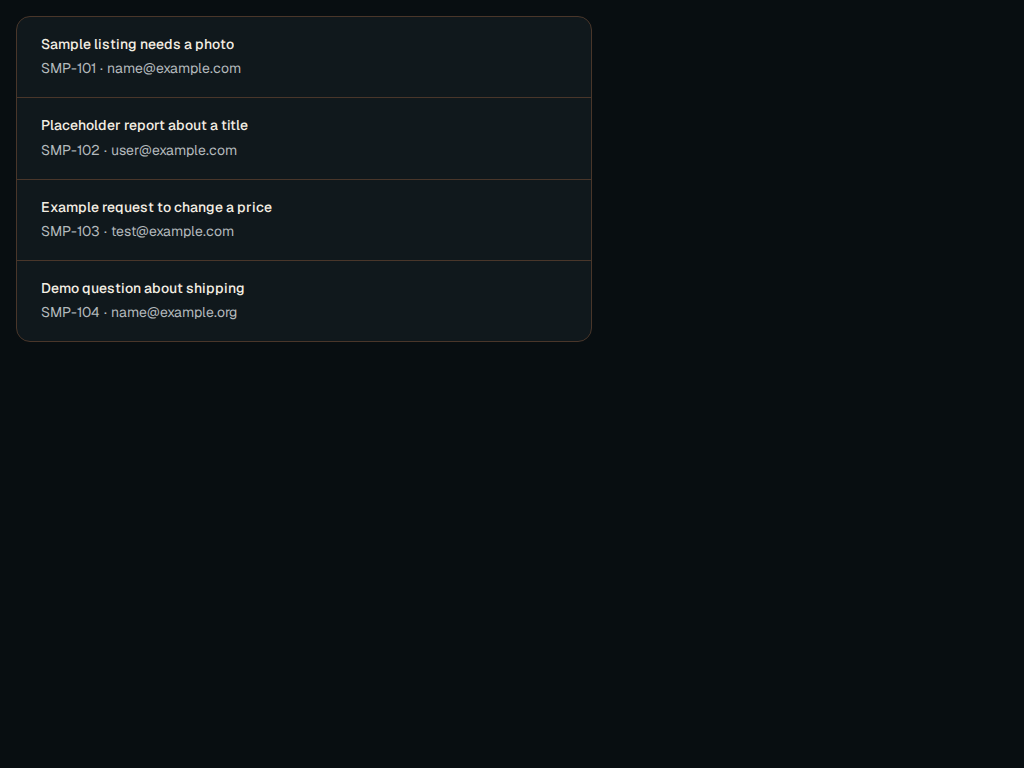 Sample listing needs a photo
SMP-101 · name@example.com
Placeholder report about a title
SMP-102 · user@example.com
Example request to change a price
SMP-103 · test@example.com
Demo question about shipping
SMP-104 · name@example.org